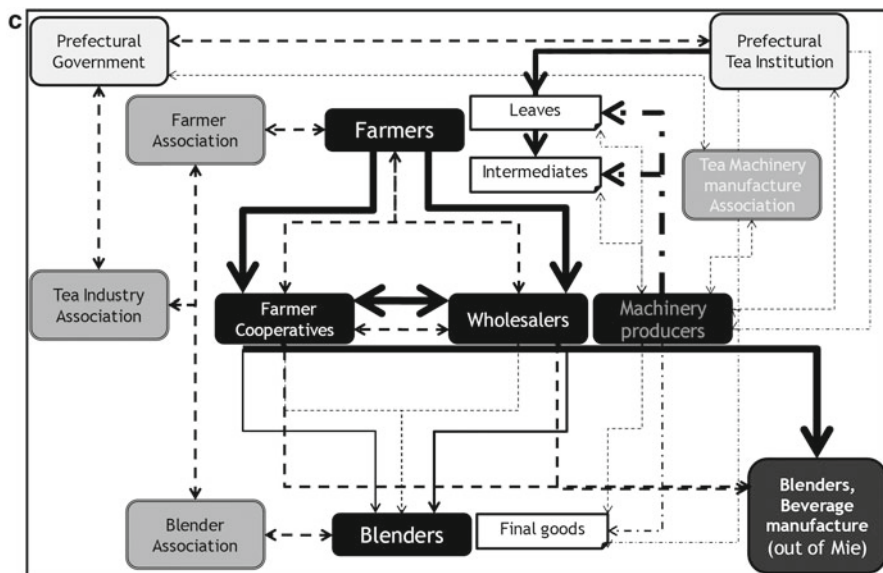 c
Prefectural
Government
Prefectural
Tea Institution
Farmer
Association
Farmers
Leaves
Intermediates
Tea Machinery
manufacture
Association
Tea Industry
Association
Farmer
Cooperatives
Wholesalers
Machinery
producers
Blender
Association
Blenders
Final goods
Blenders,
Beverage
manufacture
(out of Mie)